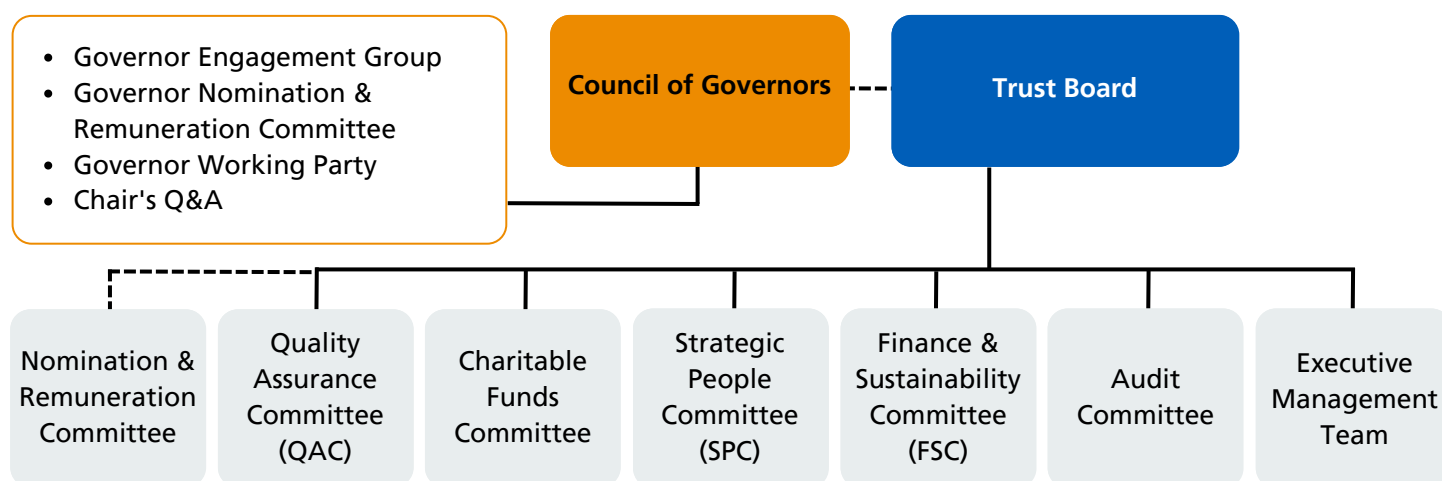 • Governor Engagement Group
• Governor Nomination &
Remuneration Committee
• Governor Working Party
• Chair's Q&A
Council of Governors
Trust Board
Nomination &
Remuneration
Committee
Quality
Assurance
Committee
(QAC)
Charitable
Funds
Committee
Strategic
People
Committee
(SPC)
Finance &
Sustainability
Committee
(FSC)
Audit
Committee
Executive
Management
Team